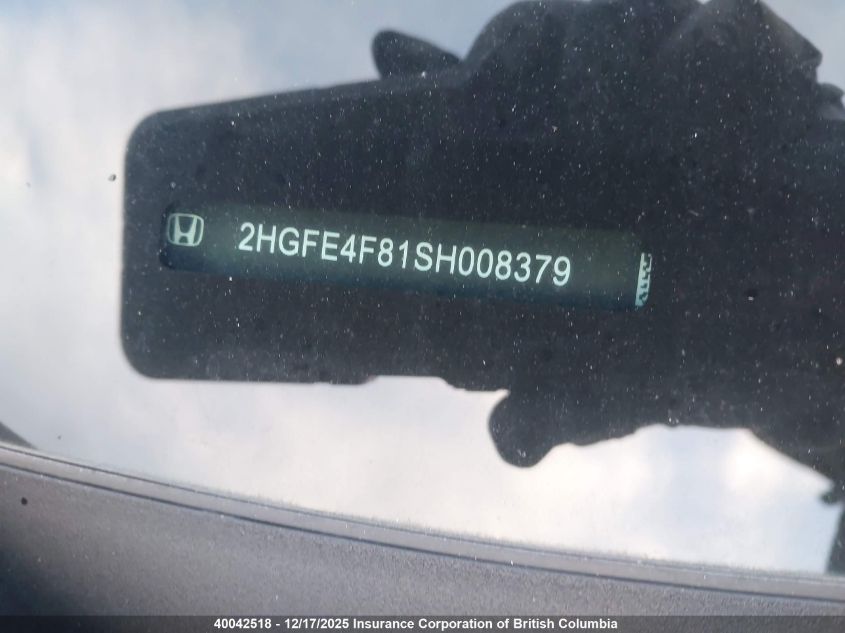 2HGFE4F81SH008379
40042518 - 12/17/2025 Insurance Corporation of British Columbia